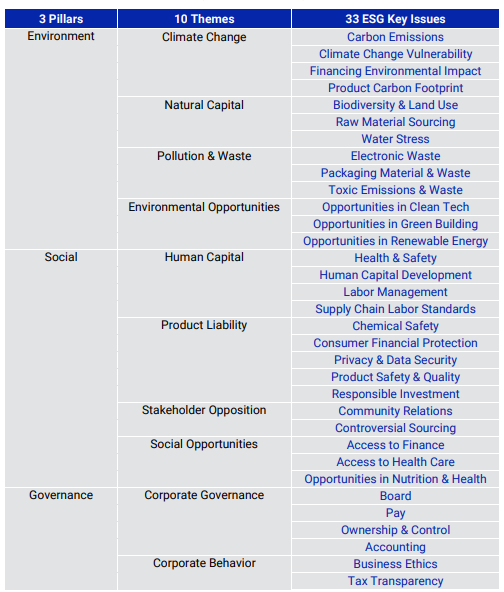 3 Pillars 10 Themes 33 ESG Key Issues
Environment Climate Change Carbon Emissions
Climate Change Vulnerability
Financing Environmental Impact
Product Carbon Footprint
Natural Capital Biodiversity & Land Use
Raw Material Sourcing
Water Stress
Pollution & Waste Electronic Waste
Packaging Material & Waste
Toxic Emissions & Waste
Environmental Opportunities Opportunities in Clean Tech
Opportunities in Green Building
Opportunities in Renewable Energy
Social Human Capital Health & Safety
Human Capital Development
Labor Management
Supply Chain Labor Standards
Product Liability Chemical Safety
Consumer Financial Protection
Privacy & Data Security
Product Safety & Quality
Responsible Investment
Stakeholder Opposition Community Relations
Controversial Sourcing
Social Opportunities Access to Finance
Access to Health Care
Opportunities in Nutrition & Health
Governance Corporate Governance Board
Pay
Ownership & Control
Accounting
Corporate Behavior Business Ethics
Tax Transparency